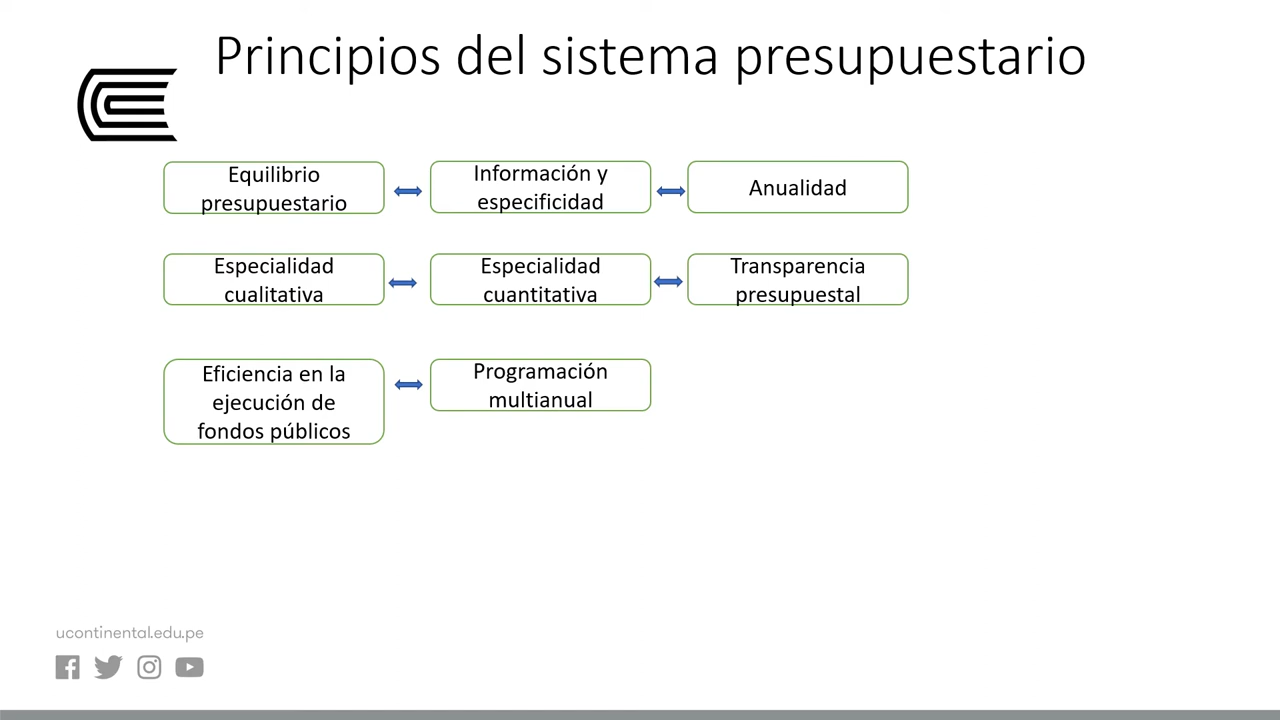 Principios del sistema presupuestario
Equilibrio
presupuestario
Información y
especificidad
Anualidad
Especialidad
cualitativa
Especialidad
cuantitativa
Transparencia
presupuestal
Eficiencia en la
ejecución de
fondos públicos
Programación
multianual
ucontinental.edu.pe